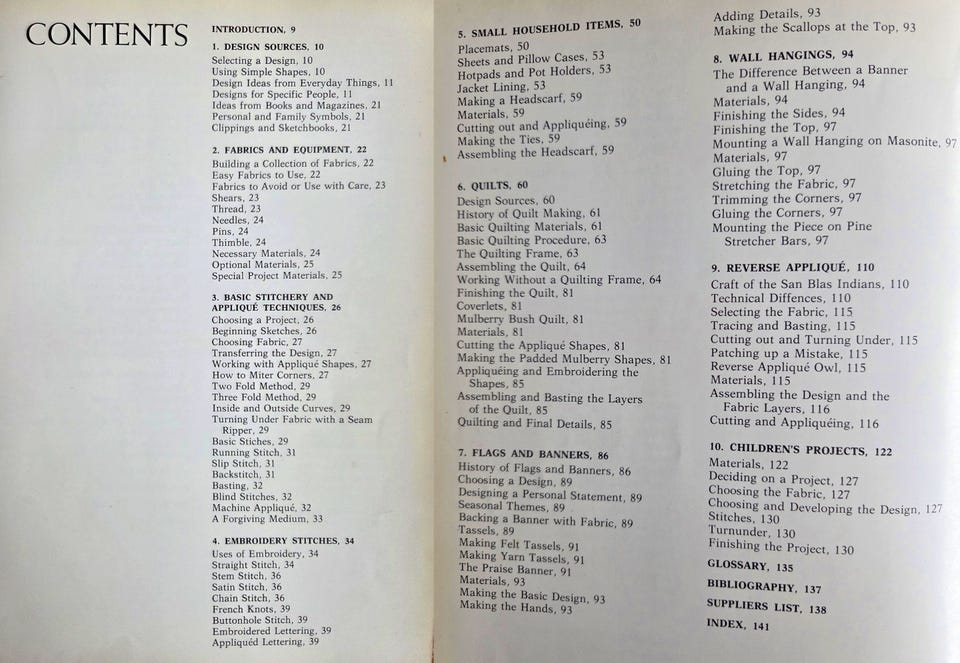 CONTENTS
INTRODUCTION, 9
1. DESIGN SOURCES, 10
Selecting a Design, 10
Using Simple Shapes, 10
Design Ideas from Everyday Things, 11
Designs for Specific People, 11
Ideas from Books and Magazines, 21
Personal and Family Symbols, 21
Clippings and Sketchbooks, 21
2. FABRICS AND EQUIPMENT, 22
Building a Collection of Fabrics, 22
Easy Fabrics to Use, 22
Fabrics to Avoid or Use with Care, 23
Shears, 23
Thread, 23
Needles, 24
Pins, 24
Thimble, 24
Necessary Materials, 24
Optional Materials, 25
Special Project Materials, 25
3. BASIC STITCHERY AND
APPLIQUÉ TECHNIQUES, 26
Choosing a Project, 26
Beginning Sketches, 26
Choosing Fabric, 27
Transferring the Design, 27
Working with Appliqué Shapes, 27
How to Miter Corners, 27
Two Fold Method, 29
Three Fold Method, 29
Inside and Outside Curves, 29
Turning Under Fabric with a Seam
Ripper, 29
Basic Stiches, 29
Running Stitch, 31
Slip Stitch, 31
Backstitch, 31
Basting, 32
Blind Stitches, 32
Machine Appliqué, 32
A Forgiving Medium, 33
4. EMBROIDERY STITCHES, 34
Uses of Embroidery, 34
Straight Stitch, 34
Stem Stitch, 36
Satin Stitch, 36
Chain Stitch, 36
French Knots, 39
Buttonhole Stitch, 39
Embroidered Lettering, 39
Appliquéd Lettering, 39
5. SMALL HOUSEHOLD ITEMS, 50
Placemats, 50
Sheets and Pillow Cases, 53
Hotpads and Pot Holders, 53
Jacket Lining, 53
Making a Headscarf, 59
Materials, 59
Cutting out and Appliquéing, 59
Making the Ties, 59
Assembling the Headscarf, 59
6. QUILTS, 60
Design Sources, 60
History of Quilt Making, 61
Basic Quilting Materials, 61
Basic Quilting Procedure, 63
The Quilting Frame, 63
Assembling the Quilt, 64
Working Without a Quilting Frame, 64
Finishing the Quilt, 81
Coverlets, 81
Mulberry Bush Quilt, 81
Materials, 81
Cutting the Appliqué Shapes, 81
Making the Padded Mulberry Shapes, 81
Appliquéing and Embroidering the
Shapes, 85
Assembling and Basting the Layers
of the Quilt, 85
Quilting and Final Details, 85
7. FLAGS AND BANNERS, 86
History of Flags and Banners, 86
Choosing a Design, 89
Designing a Personal Statement, 89
Seasonal Themes, 89
Backing a Banner with Fabric, 89
Tassels, 89
Making Felt Tassels, 91
Making Yarn Tassels, 91
The Praise Banner, 91
Materials, 93
Making the Basic Design, 93
Making the Hands, 93
Adding Details, 93
Making the Scallops at the Top, 93
8. WALL HANGINGS, 94
The Difference Between a Banner
and a Wall Hanging, 94
Materials, 94
Finishing the Sides, 94
Finishing the Top, 97
Mounting a Wall Hanging on Masonite, 97
Materials, 97
Gluing the Top, 97
Stretching the Fabric, 97
Trimming the Corners, 97
Gluing the Corners, 97
Mounting the Piece on Pine
Stretcher Bars, 97
9. REVERSE APPLIQUÉ, 110
Craft of the San Blas Indians, 110
Technical Diffences, 110
Selecting the Fabric, 115
Tracing and Basting, 115
Cutting out and Turning Under, 115
Patching up a Mistake, 115
Reverse Appliqué Owl, 115
Materials, 115
Assembling the Design and the
Fabric Layers, 116
Cutting and Appliquéing, 116
10. CHILDREN'S PROJECTS, 122
Materials, 122
Deciding on a Project, 127
Choosing the Fabric, 127
Choosing and Developing the Design, 127
Stitches, 130
Turnunder, 130
Finishing the Project, 130
GLOSSARY, 135
BIBLIOGRAPHY, 137
SUPPLIERS LIST, 138
INDEX, 141